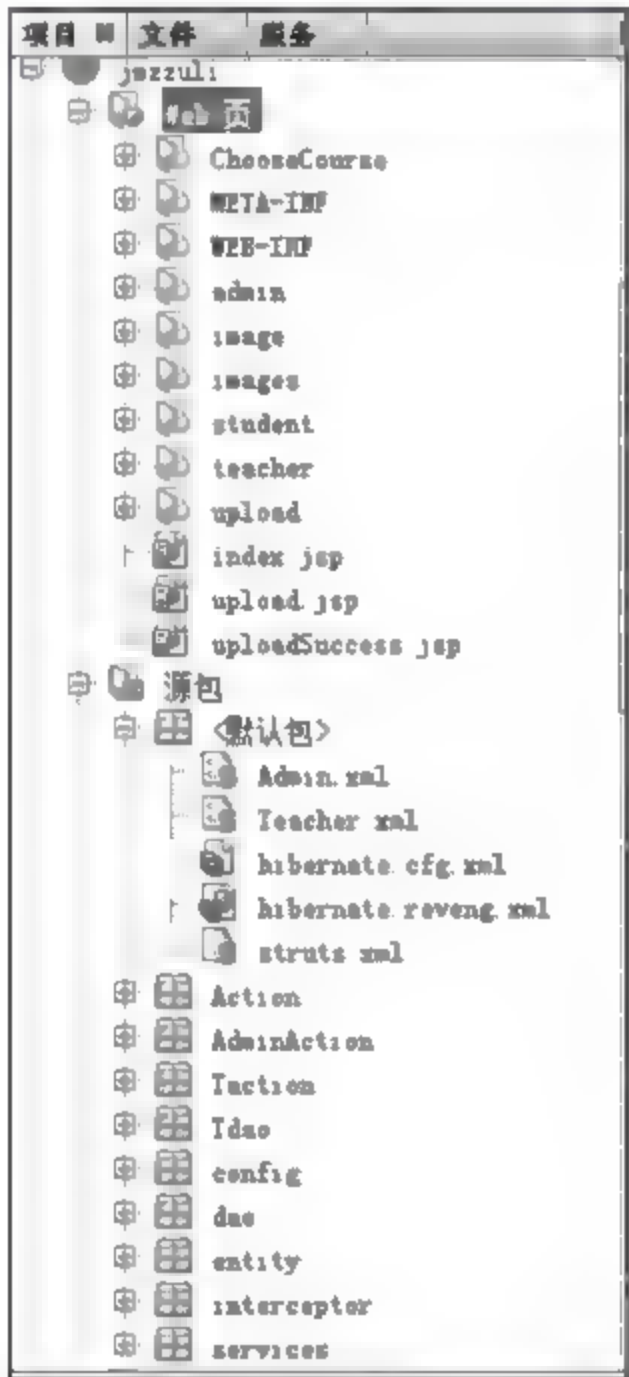 项目 文件 服务
jwzzuli
Web 页
ChooseCourse
META-INF
WEB-INF
admin
image
images
student
teacher
upload
index.jsp
upload.jsp
uploadSuccess.jsp
源包
<默认包>
Admin.xml
Teacher.xml
hibernate.cfg.xml
hibernate.reveng.xml
struts.xml
Action
AdminAction
Taction
Tdao
config
dao
entity
interceptor
services